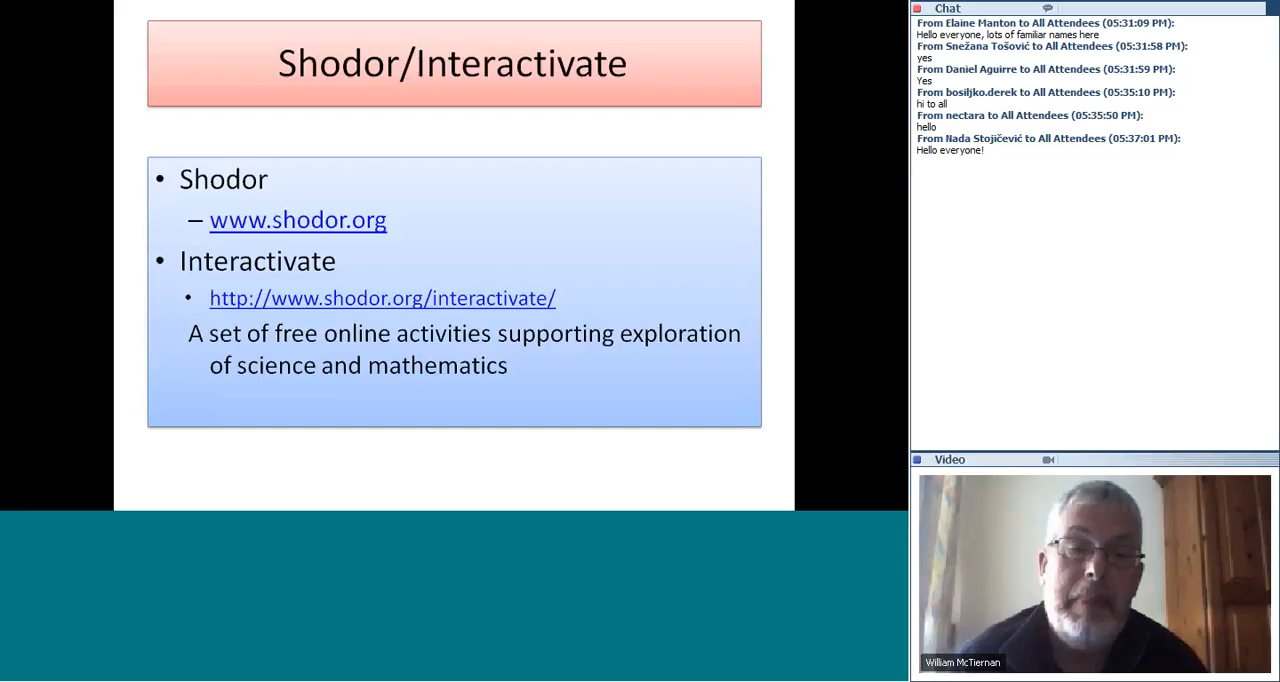 Shodor/Interactivate
• Shodor
– www.shodor.org
• Interactivate
• http://www.shodor.org/interactivate/
A set of free online activities supporting exploration
of science and mathematics
Chat
From Elaine Manton to All Attendees (05:31:09 PM):
Hello everyone, lots of familiar names here
From Snežana Tošović to All Attendees (05:31:58 PM):
yes
From Daniel Aguirre to All Attendees (05:31:59 PM):
Yes
From bosiljko.derek to All Attendees (05:35:10 PM):
hi to all
From nectara to All Attendees (05:35:50 PM):
hello
From Nada Stojičević to All Attendees (05:37:01 PM):
Hello everyone!
Video
William McTiernan